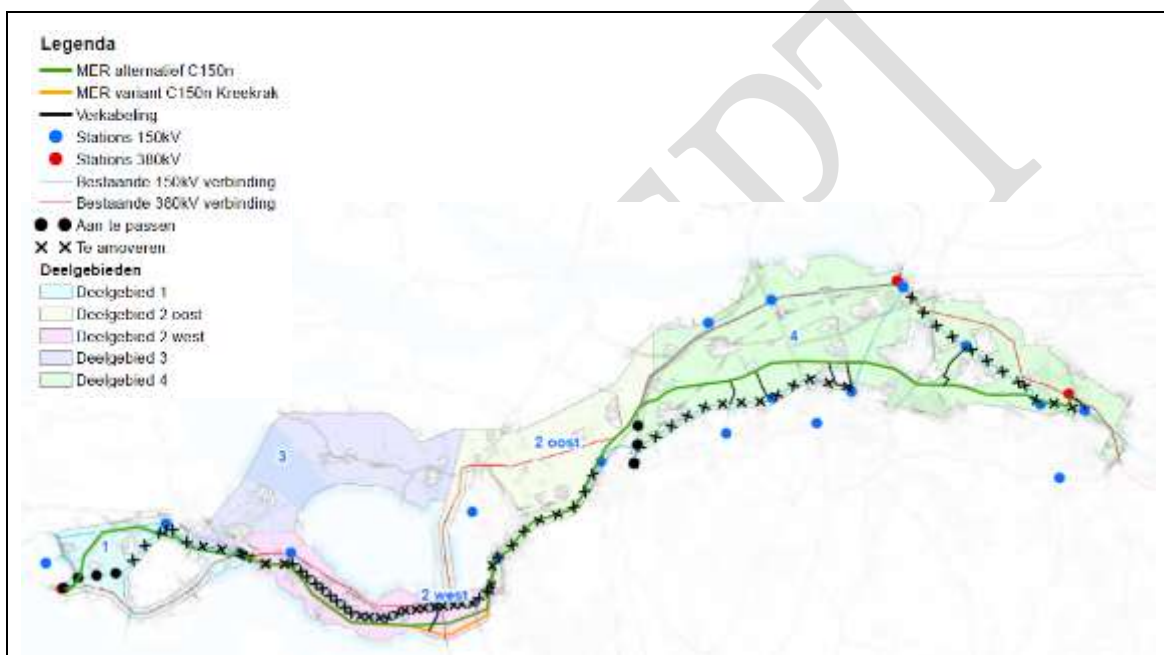 Legenda
MER alternatief C150n
MER variant C150n Kreekrak
Verkabeling
Stations 150kV
Stations 380kV
Bestaande 150kV verbinding
Bestaande 380kV verbinding
Aan te passen
Te amoveren
Deelgebieden
Deelgebied 1
Deelgebied 2 oost
Deelgebied 2 west
Deelgebied 3
Deelgebied 4
4
2 oost
3
1
2 west